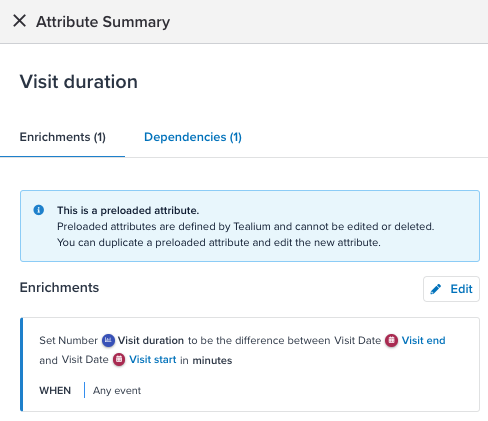 Attribute Summary
Visit duration
Enrichments (1) Dependencies (1)
This is a preloaded attribute.
Preloaded attributes are defined by Tealium and cannot be edited or deleted.
You can duplicate a preloaded attribute and edit the new attribute.
Enrichments Edit
Set Number Visit duration to be the difference between Visit Date Visit end
and Visit Date Visit start in minutes
WHEN Any event